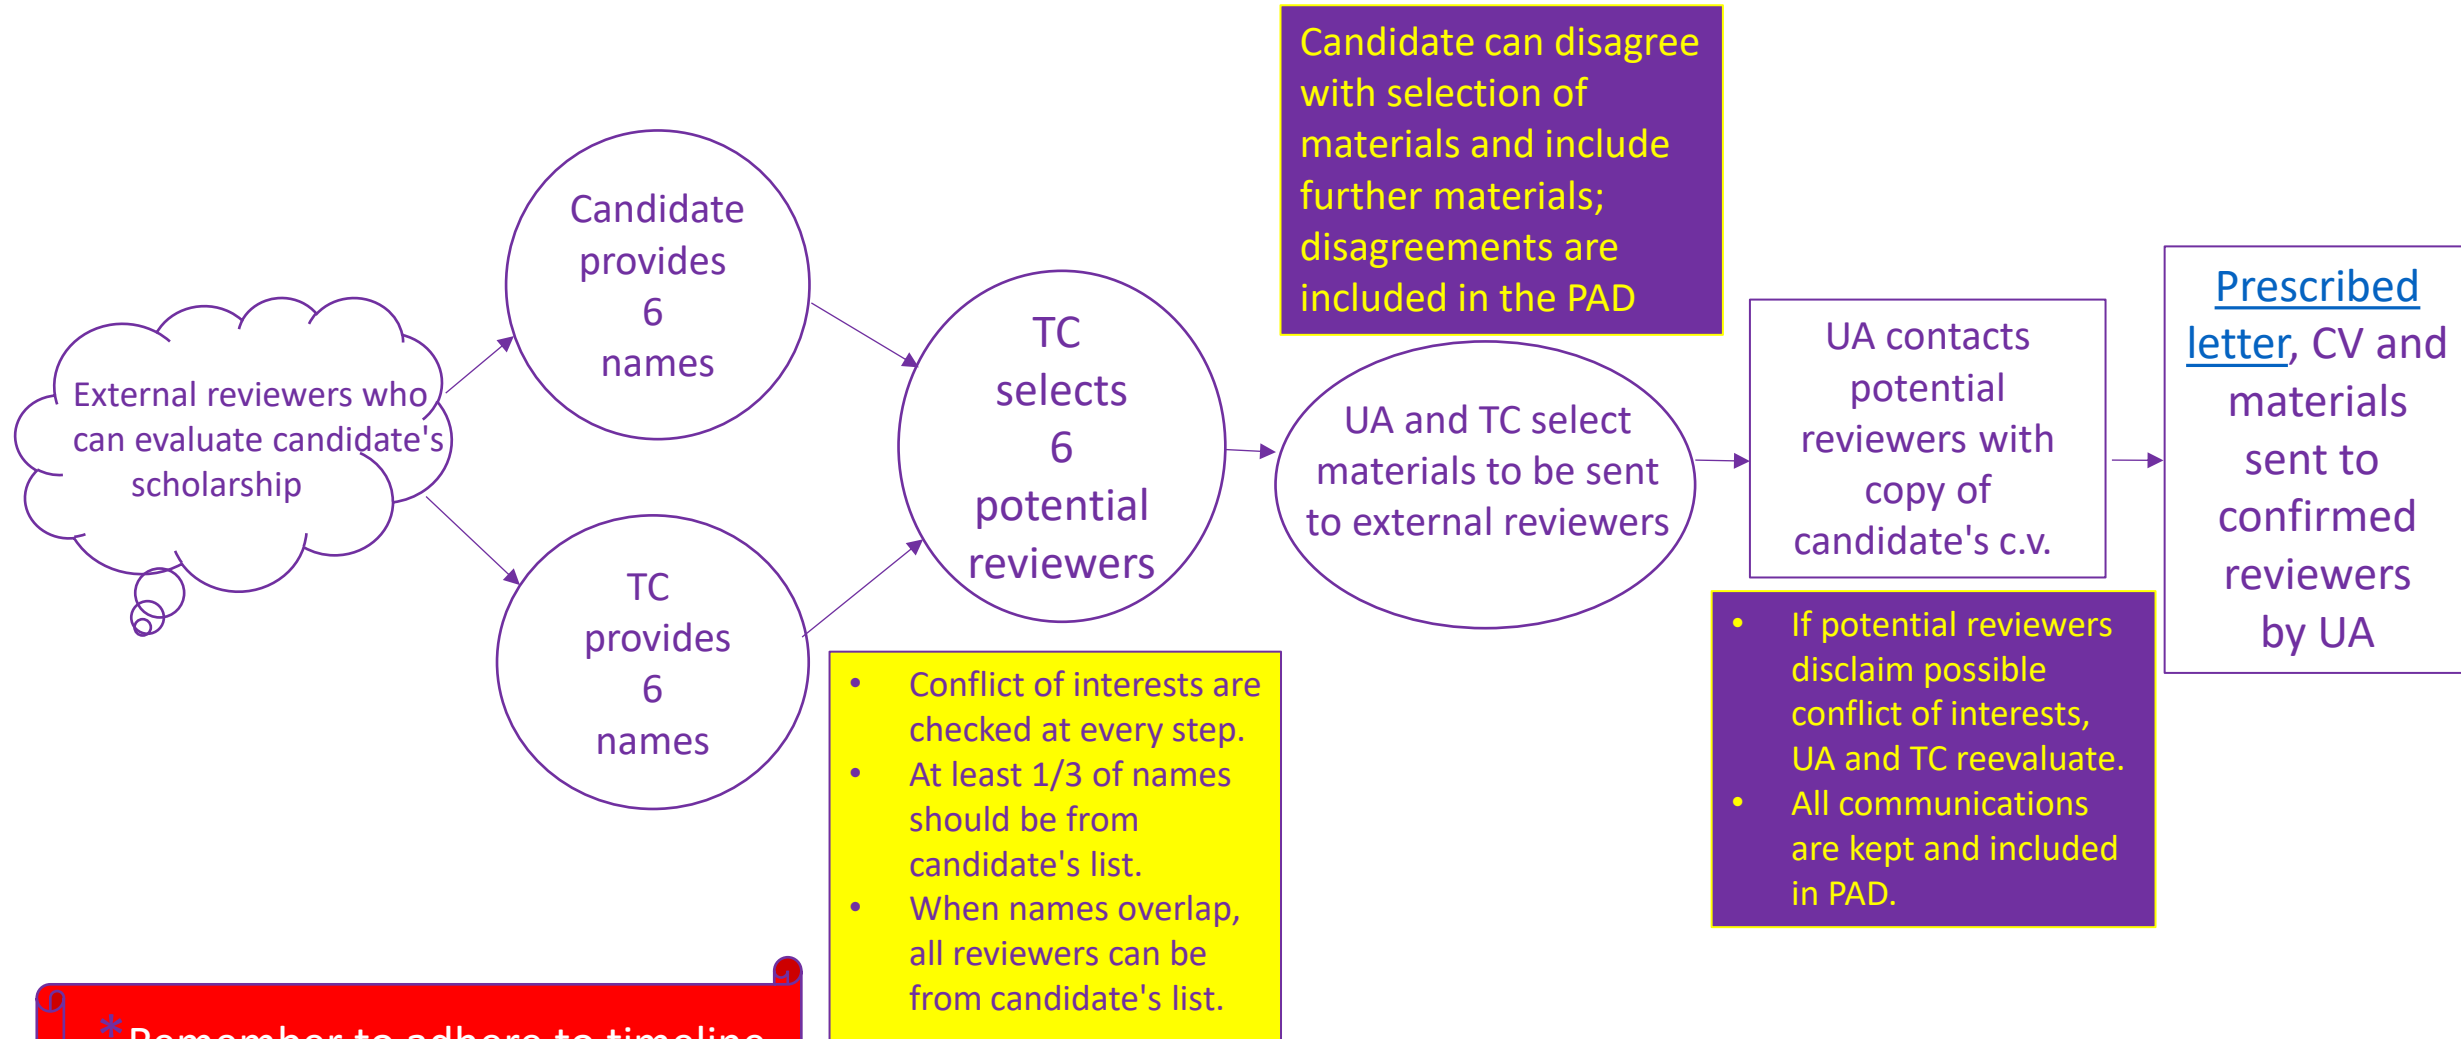 External reviewers who
can evaluate candidate's
scholarship
Candidate
provides
6
names
TC
provides
6
names
TC
selects
6
potential
reviewers
• Conflict of interests are
checked at every step.
• At least 1/3 of names
should be from
candidate's list.
• When names overlap,
all reviewers can be
from candidate's list.
Candidate can disagree
with selection of
materials and include
further materials;
disagreements are
included in the PAD
UA and TC select
materials to be sent
to external reviewers
UA contacts
potential
reviewers with
copy of
candidate's c.v.
• If potential reviewers
disclaim possible
conflict of interests,
UA and TC reevaluate.
• All communications
are kept and included
in PAD.
Prescribed
letter, CV and
materials
sent to
confirmed
reviewers
by UA
*Remember to adhere to timeline